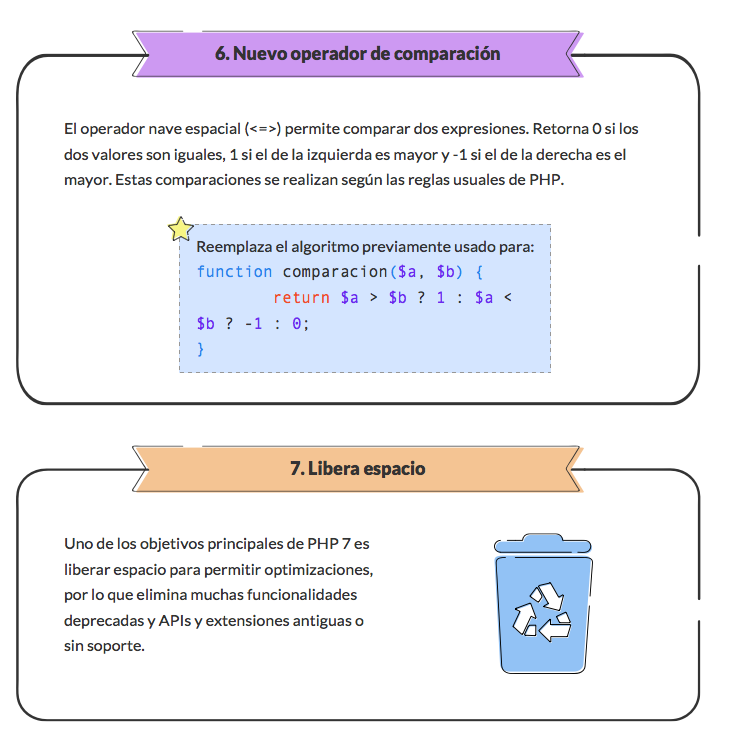 6. Nuevo operador de comparación
El operador nave espacial (<=>) permite comparar dos expresiones. Retorna 0 si los
dos valores son iguales, 1 si el de la izquierda es mayor y -1 si el de la derecha es el
mayor. Estas comparaciones se realizan según las reglas usuales de PHP.
Reemplaza el algoritmo previamente usado para:
function comparacion($a, $b) {
return $a > $b ? 1 : $a <
$b ? -1 : 0;
}
7. Libera espacio
Uno de los objetivos principales de PHP 7 es
liberar espacio para permitir optimizaciones,
por lo que elimina muchas funcionalidades
deprecadas y APIs y extensiones antiguas o
sin soporte.